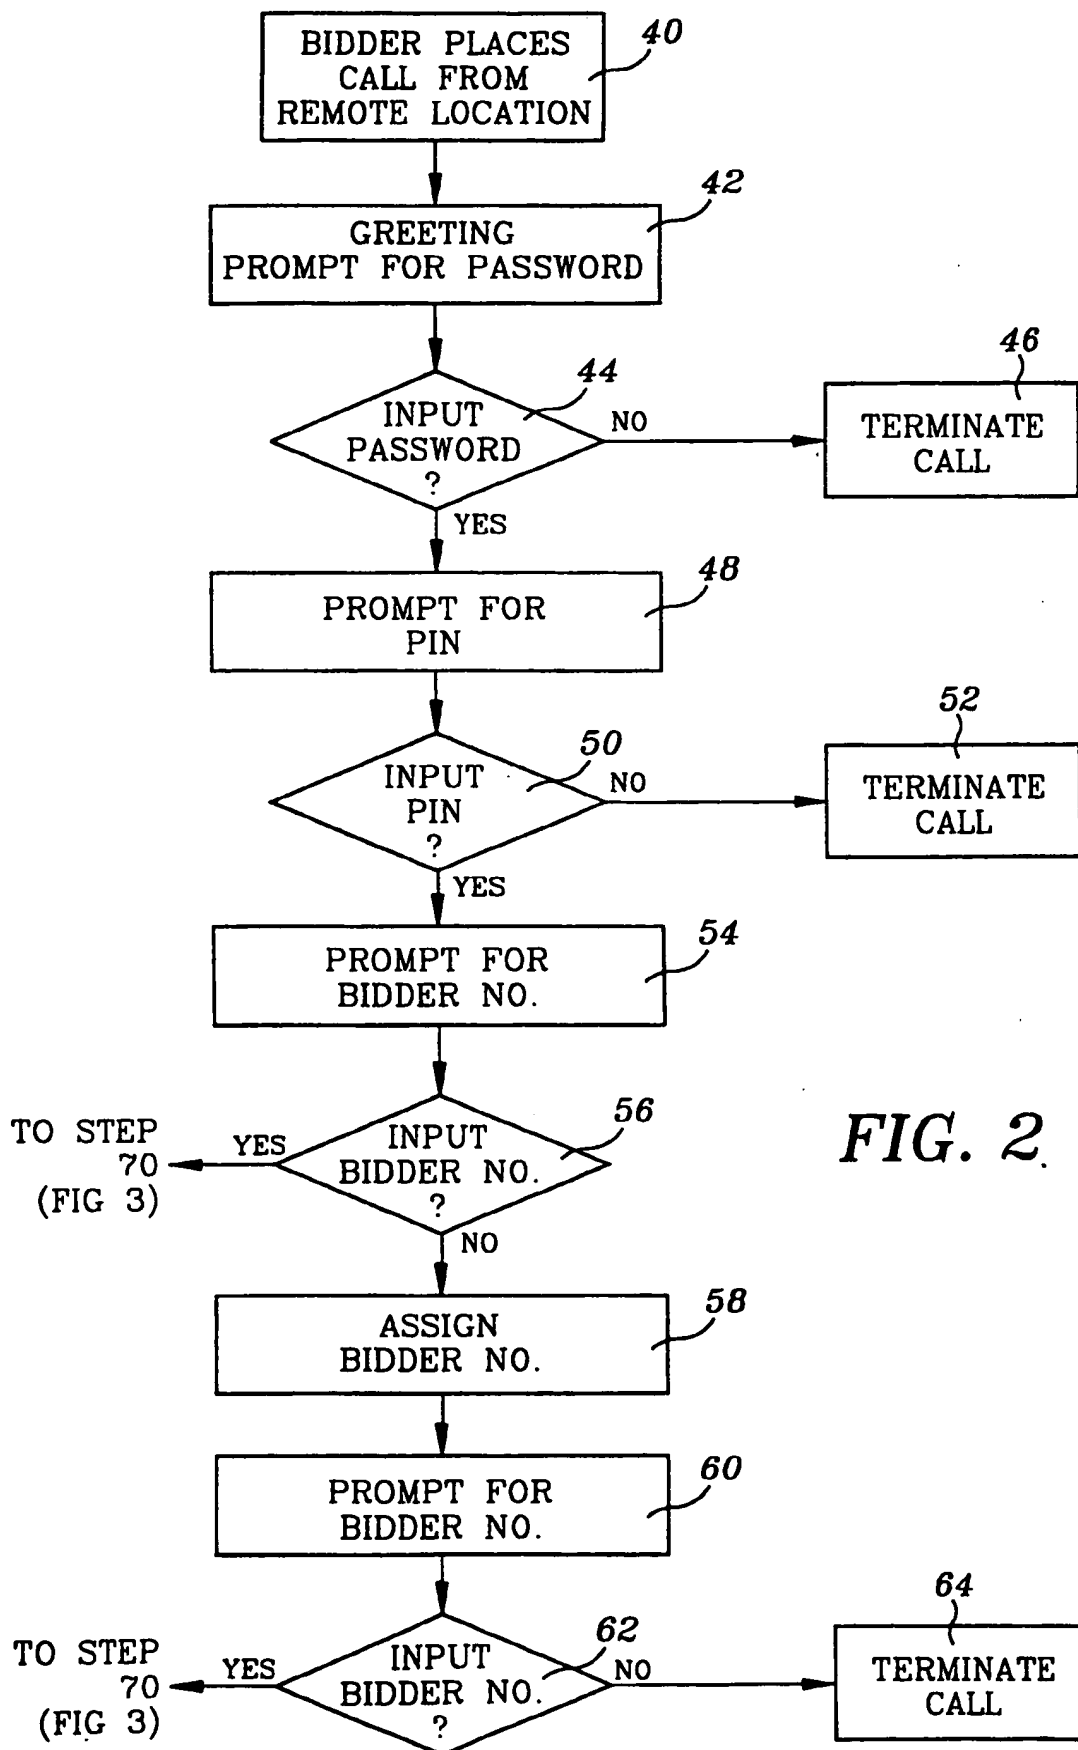 40
BIDDER PLACES
CALL FROM
REMOTE LOCATION
42
GREETING
PROMPT FOR PASSWORD
44
INPUT
PASSWORD
?
NO
46
TERMINATE
CALL
YES
48
PROMPT FOR
PIN
50
INPUT
PIN
?
NO
52
TERMINATE
CALL
YES
54
PROMPT FOR
BIDDER NO.
56
INPUT
BIDDER NO.
?
YES
TO STEP
70
(FIG 3)
FIG. 2
NO
58
ASSIGN
BIDDER NO.
60
PROMPT FOR
BIDDER NO.
62
INPUT
BIDDER NO.
?
YES
TO STEP
70
(FIG 3)
NO
64
TERMINATE
CALL